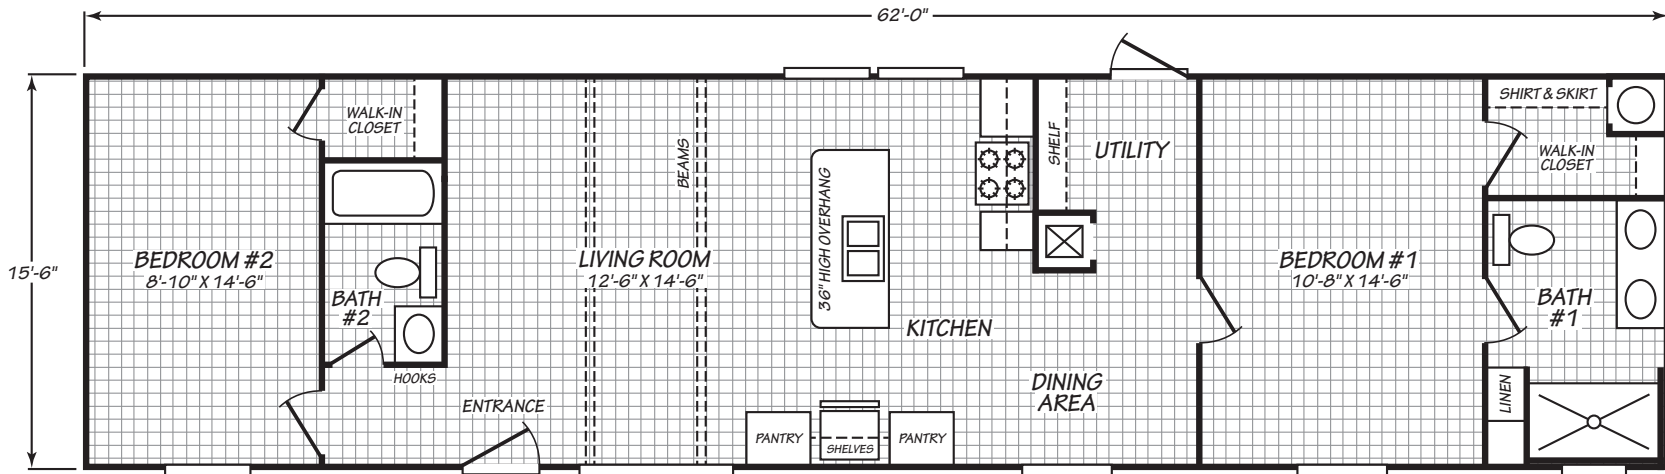 62'-0"
15'-6"
WALK-IN
CLOSET
BEDROOM #2
8'-10" X 14'-6"
BATH
#2
HOOKS
ENTRANCE
LIVING ROOM
12'-6" X 14'-6"
BEAMS
36" HIGH OVERHANG
KITCHEN
PANTRY
SHELVES
PANTRY
DINING
AREA
SHELF
UTILITY
BEDROOM #1
10'-8" X 14'-6"
SHIRT & SKIRT
WALK-IN
CLOSET
BATH
#1
LINEN